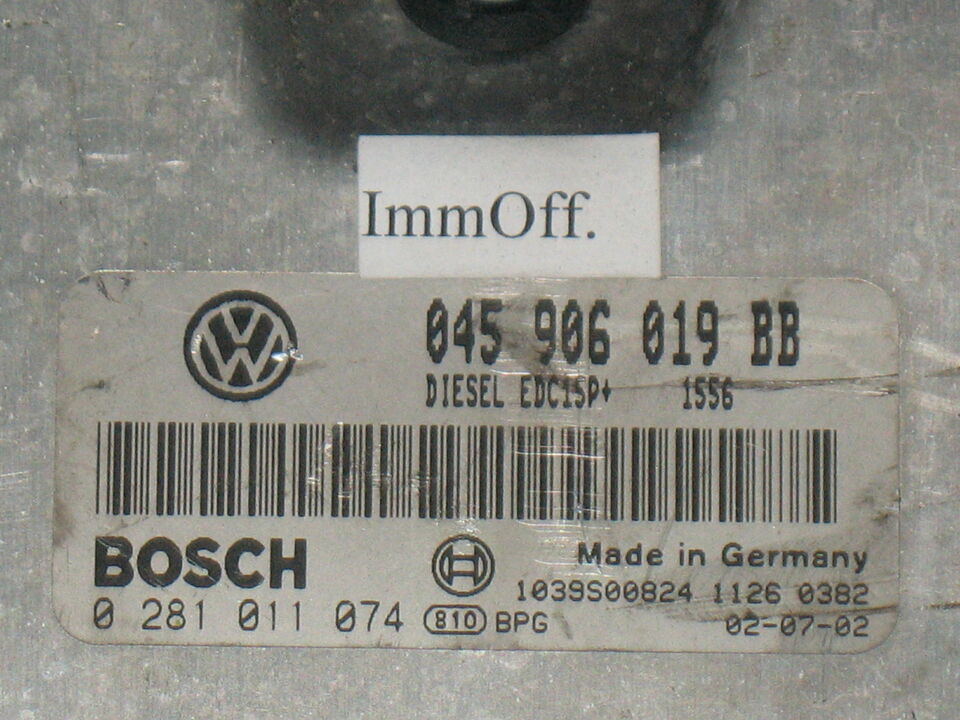 ImmOff.
045 906 019 BB
DIESEL EDC15P+ 1556
BOSCH
Made in Germany
1039S00824 1126 0382
0 281 011 074 810 BPG 02-07-02